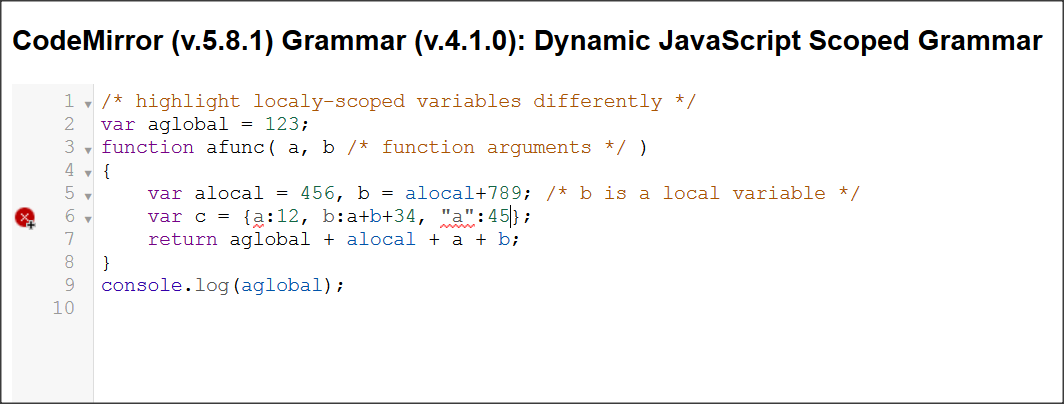 CodeMirror (v.5.8.1) Grammar (v.4.1.0): Dynamic JavaScript Scoped Grammar
1 /* highlight localy-scoped variables differently */
2 var aglobal = 123;
3 function afunc( a, b /* function arguments */ )
4 {
5     var alocal = 456, b = alocal+789; /* b is a local variable */
6     var c = {a:12, b:a+b+34, "a":45};
7     return aglobal + alocal + a + b;
8 }
9 console.log(aglobal);
10